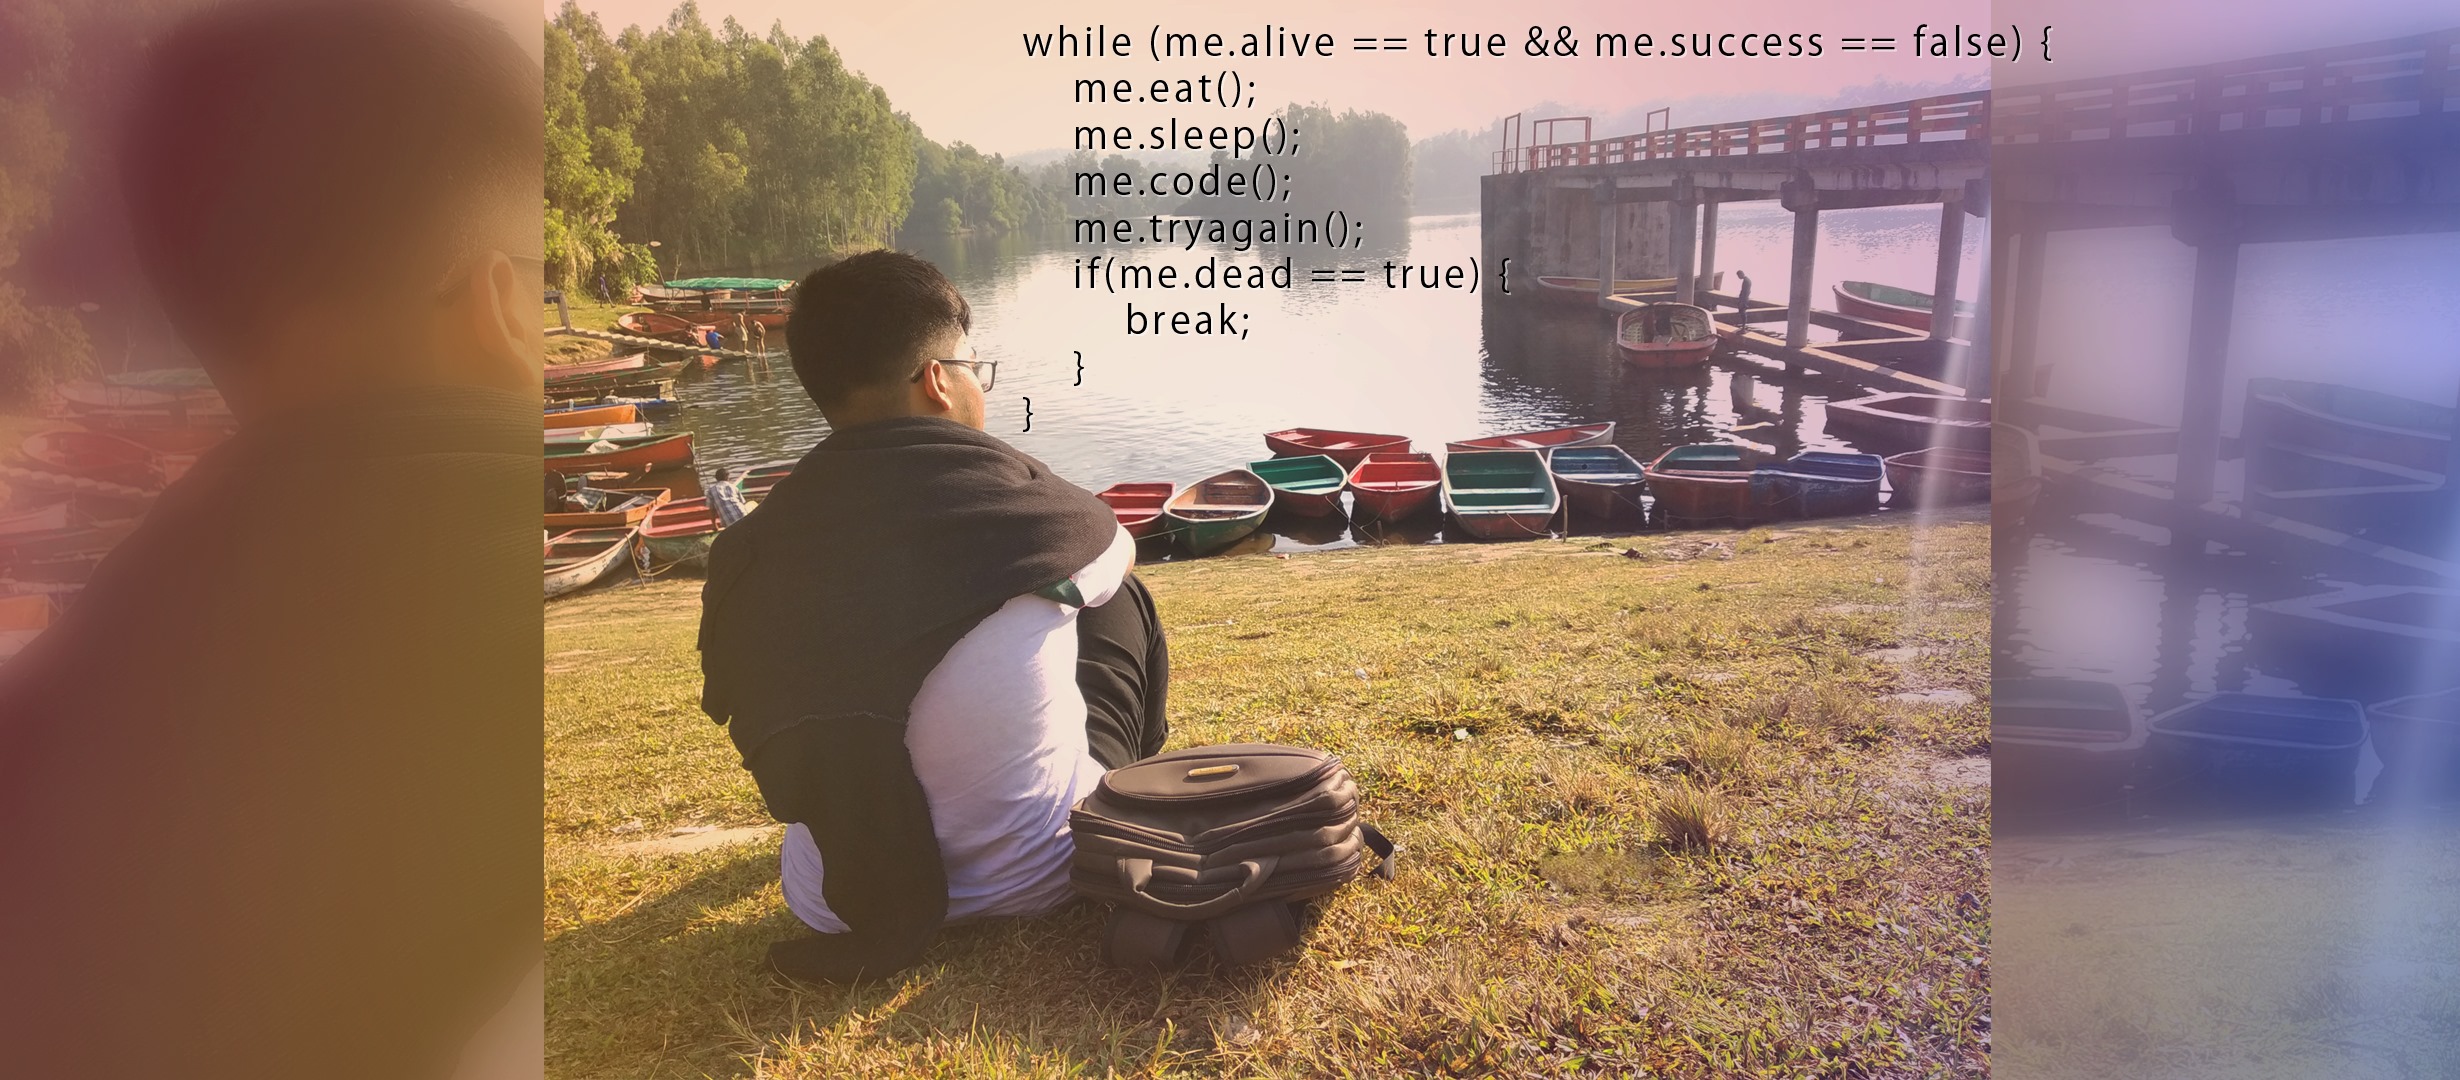 while (me.alive == true && me.success == false) {
me.eat();
me.sleep();
me.code();
me.tryagain();
if(me.dead == true) {
break;
}
}